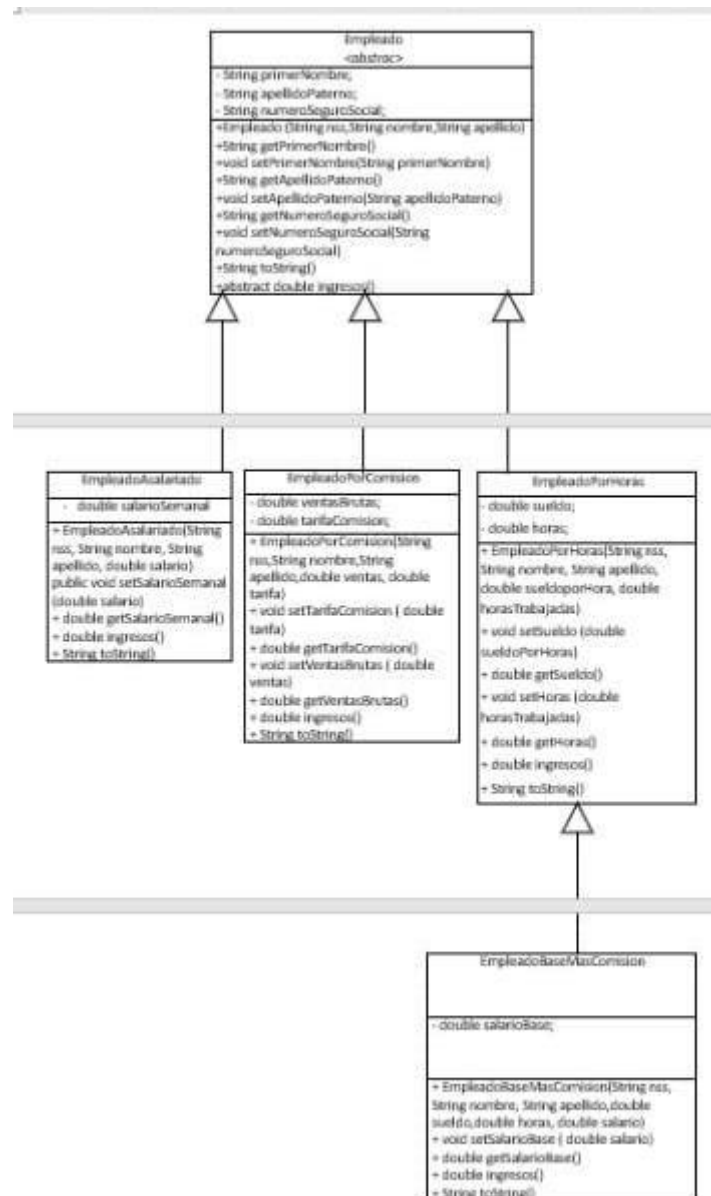 Empleado
<abstrac>
- String primerNombre;
- String apellidoPaterno;
- String numeroSeguroSocial;
+Empleado (String nss,String nombre,String apellido)
+String getPrimerNombre()
+void setPrimerNombre(String primerNombre)
+String getApellidoPaterno()
+void setApellidoPaterno(String apellidoPaterno)
+String getNumeroSeguroSocial()
+void setNumeroSeguroSocial(String
numeroSeguroSocial)
+String toString()
+abstract double ingresos()
EmpleadoAsalariado
- double salarioSemanal
+ EmpleadoAsalariado(String
nss, String nombre, String
apellido, double salario)
public void setSalarioSemanal
(double salario)
+ double getSalarioSemanal()
+ double ingresos()
+ String toString()
EmpleadoPorComision
- double ventasBrutas;
- double tarifaComision;
+ EmpleadoPorComision(String
nss,String nombre,String
apellido,double ventas, double
tarifa)
+ void setTarifaComision ( double
tarifa)
+ double getTarifaComision()
+ void setVentasBrutas ( double
ventas)
+ double getVentasBrutas()
+ double ingresos()
+ String toString()
EmpleadoPorHoras
- double sueldo;
- double horas;
+ EmpleadoPorHoras(String nss,
String nombre, String apellido,
double sueldoporHora, double
horasTrabajadas)
+ void setSueldo (double
sueldoPorHoras)
+ double getSueldo()
+ void setHoras (double
horasTrabajadas)
+ double getHoras()
+ double ingresos()
+ String toString()
EmpleadoBaseMasComision
- double salarioBase;
+ EmpleadoBaseMasComision(String nss,
String nombre, String apellido,double
sueldo,double horas, double salario)
+ void setSalarioBase ( double salario)
+ double getSalarioBase()
+ double ingresos()
+ String toString()